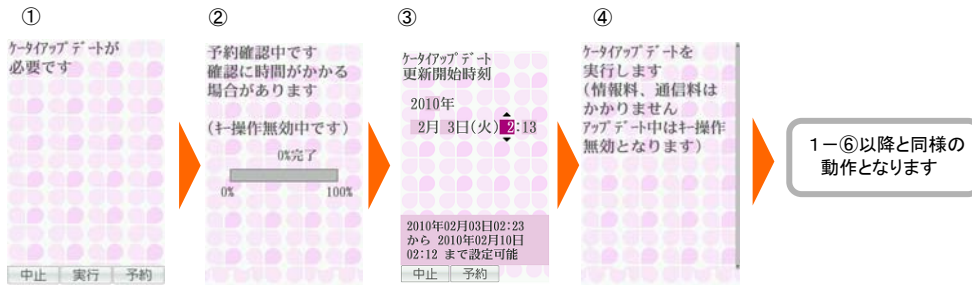 ①
ｹｰﾀｲｱｯﾌﾟﾃﾞｰﾄが
必要です
中止 実行 予約
②
予約確認中です
確認に時間がかかる
場合があります
(ｷｰ操作無効中です)
0%完了
0% 100%
③
ｹｰﾀｲｱｯﾌﾟﾃﾞｰﾄ
更新開始時刻
2010年
2月 3日(火) 2:13
2010年02月03日02:23
から 2010年02月10日
02:12 まで設定可能
中止 予約
④
ｹｰﾀｲｱｯﾌﾟﾃﾞｰﾄを
実行します
(情報料、通信料は
かかりません
ｱｯﾌﾟﾃﾞｰﾄ中はｷｰ操作
無効となります)
１－⑥以降と同様の
動作となります